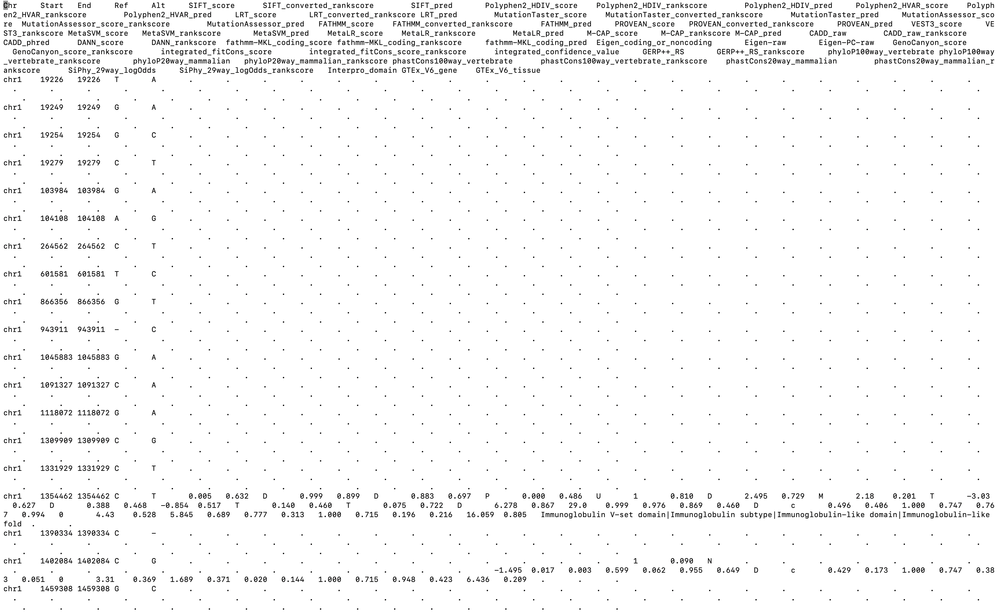 Chr Start End Ref Alt SIFT_score SIFT_converted_rankscore SIFT_pred Polyphen2_HDIV_score Polyphen2_HDIV_rankscore Polyphen2_HDIV_pred Polyphen2_HVAR_score Polyph
en2_HVAR_rankscore Polyphen2_HVAR_pred LRT_score LRT_converted_rankscore LRT_pred MutationTaster_score MutationTaster_converted_rankscore MutationTaster_pred MutationAssessor_sco
re MutationAssessor_score_rankscore MutationAssessor_pred FATHMM_score FATHMM_converted_rankscore FATHMM_pred PROVEAN_score PROVEAN_converted_rankscore PROVEAN_pred VEST3_score VE
ST3_rankscore MetaSVM_score MetaSVM_rankscore MetaSVM_pred MetaLR_score MetaLR_rankscore MetaLR_pred M-CAP_score M-CAP_rankscore M-CAP_pred CADD_raw CADD_raw_rankscore
CADD_phred DANN_score DANN_rankscore fathmm-MKL_coding_score fathmm-MKL_coding_rankscore fathmm-MKL_coding_pred Eigen_coding_or_noncoding Eigen-raw Eigen-PC-raw GenoCanyon_score
GenoCanyon_score_rankscore integrated_fitCons_score integrated_fitCons_score_rankscore integrated_confidence_value GERP++_RS GERP++_RS_rankscore phyloP100way_vertebrate phyloP100way
_vertebrate_rankscore phyloP20way_mammalian phyloP20way_mammalian_rankscore phastCons100way_vertebrate phastCons100way_vertebrate_rankscore phastCons20way_mammalian phastCons20way_mammalian_r
ankscore SiPhy_29way_logOdds SiPhy_29way_logOdds_rankscore Interpro_domain GTEx_V6_gene GTEx_V6_tissue
chr1 19226 19226 T A . . . . . . . . . . . . . . . . . . . . . .
. . . . . . . . . . . . . . . . . . . . . . . . . . .
. . . . . . . . . . . . . . . . .
chr1 19249 19249 G A . . . . . . . . . . . . . . . . . . . . . .
. . . . . . . . . . . . . . . . . . . . . . . . . . .
. . . . . . . . . . . . . . . . .
chr1 19254 19254 G C . . . . . . . . . . . . . . . . . . . . . .
. . . . . . . . . . . . . . . . . . . . . . . . . . .
. . . . . . . . . . . . . . . . .
chr1 19279 19279 C T . . . . . . . . . . . . . . . . . . . . . .
. . . . . . . . . . . . . . . . . . . . . . . . . . .
. . . . . . . . . . . . . . . . .
chr1 103984 103984 G A . . . . . . . . . . . . . . . . . . . . . .
. . . . . . . . . . . . . . . . . . . . . . . . . . .
. . . . . . . . . . . . . . . . .
chr1 104108 104108 A G . . . . . . . . . . . . . . . . . . . . . .
. . . . . . . . . . . . . . . . . . . . . . . . . . .
. . . . . . . . . . . . . . . . .
chr1 264562 264562 C T . . . . . . . . . . . . . . . . . . . . . .
. . . . . . . . . . . . . . . . . . . . . . . . . . .
. . . . . . . . . . . . . . . . .
chr1 601581 601581 T C . . . . . . . . . . . . . . . . . . . . . .
. . . . . . . . . . . . . . . . . . . . . . . . . . .
. . . . . . . . . . . . . . . . .
chr1 866356 866356 G T . . . . . . . . . . . . . . . . . . . . . .
. . . . . . . . . . . . . . . . . . . . . . . . . . .
. . . . . . . . . . . . . . . . .
chr1 943911 943911 - C . . . . . . . . . . . . . . . . . . . . . .
. . . . . . . . . . . . . . . . . . . . . . . . . . .
. . . . . . . . . . . . . . . . .
chr1 1045883 1045883 G A . . . . . . . . . . . . . . . . . . . . . .
. . . . . . . . . . . . . . . . . . . . . . . . . . .
. . . . . . . . . . . . . . . . .
chr1 1091327 1091327 C A . . . . . . . . . . . . . . . . . . . . . .
. . . . . . . . . . . . . . . . . . . . . . . . . . .
. . . . . . . . . . . . . . . . .
chr1 1118072 1118072 G A . . . . . . . . . . . . . . . . . . . . . .
. . . . . . . . . . . . . . . . . . . . . . . . . . .
. . . . . . . . . . . . . . . . .
chr1 1309909 1309909 C G . . . . . . . . . . . . . . . . . . . . . .
. . . . . . . . . . . . . . . . . . . . . . . . . . .
. . . . . . . . . . . . . . . . .
chr1 1331929 1331929 C T . . . . . . . . . . . . . . . . . . . . . .
. . . . . . . . . . . . . . . . . . . . . . . . . . .
. . . . . . . . . . . . . . . . .
chr1 1354462 1354462 C T 0.005 0.632 D 0.999 0.899 D 0.883 0.697 P 0.000 0.486 U 1 0.810 D 2.495 0.729 M 2.18 0.201 T -3.03
0.627 D 0.388 0.468 -0.854 0.517 T 0.140 0.460 T 0.075 0.722 D 6.278 0.867 29.0 0.999 0.976 0.869 0.460 D c 0.496 0.406 1.000 0.747 0.76
7 0.994 0 4.43 0.528 5.845 0.689 0.777 0.313 1.000 0.715 0.196 0.216 16.059 0.805 Immunoglobulin V-set domain|Immunoglobulin subtype|Immunoglobulin-like domain|Immunoglobulin-like
fold . .
chr1 1390334 1390334 C - . . . . . . . . . . . . . . . . . . . . . .
. . . . . . . . . . . . . . . . . . . . . . . . . . .
. . . . . . . . . . . . . . . . .
chr1 1402084 1402084 C G . . . . . . . . . . . . 1 0.090 N . . . . . . .
. . . . . . . . . . . . . -1.495 0.017 0.003 0.599 0.062 0.955 0.649 D c 0.429 0.173 1.000 0.747 0.38
3 0.051 0 3.31 0.369 1.689 0.371 0.020 0.144 1.000 0.715 0.948 0.423 6.436 0.209 . . .
chr1 1459308 1459308 G C . . . . . . . . . . . . . . . . . . . . . .
. . . . . . . . . . . . . . . . . . . . . . . . . . .
. . . . . . . . . . . . . . . . .